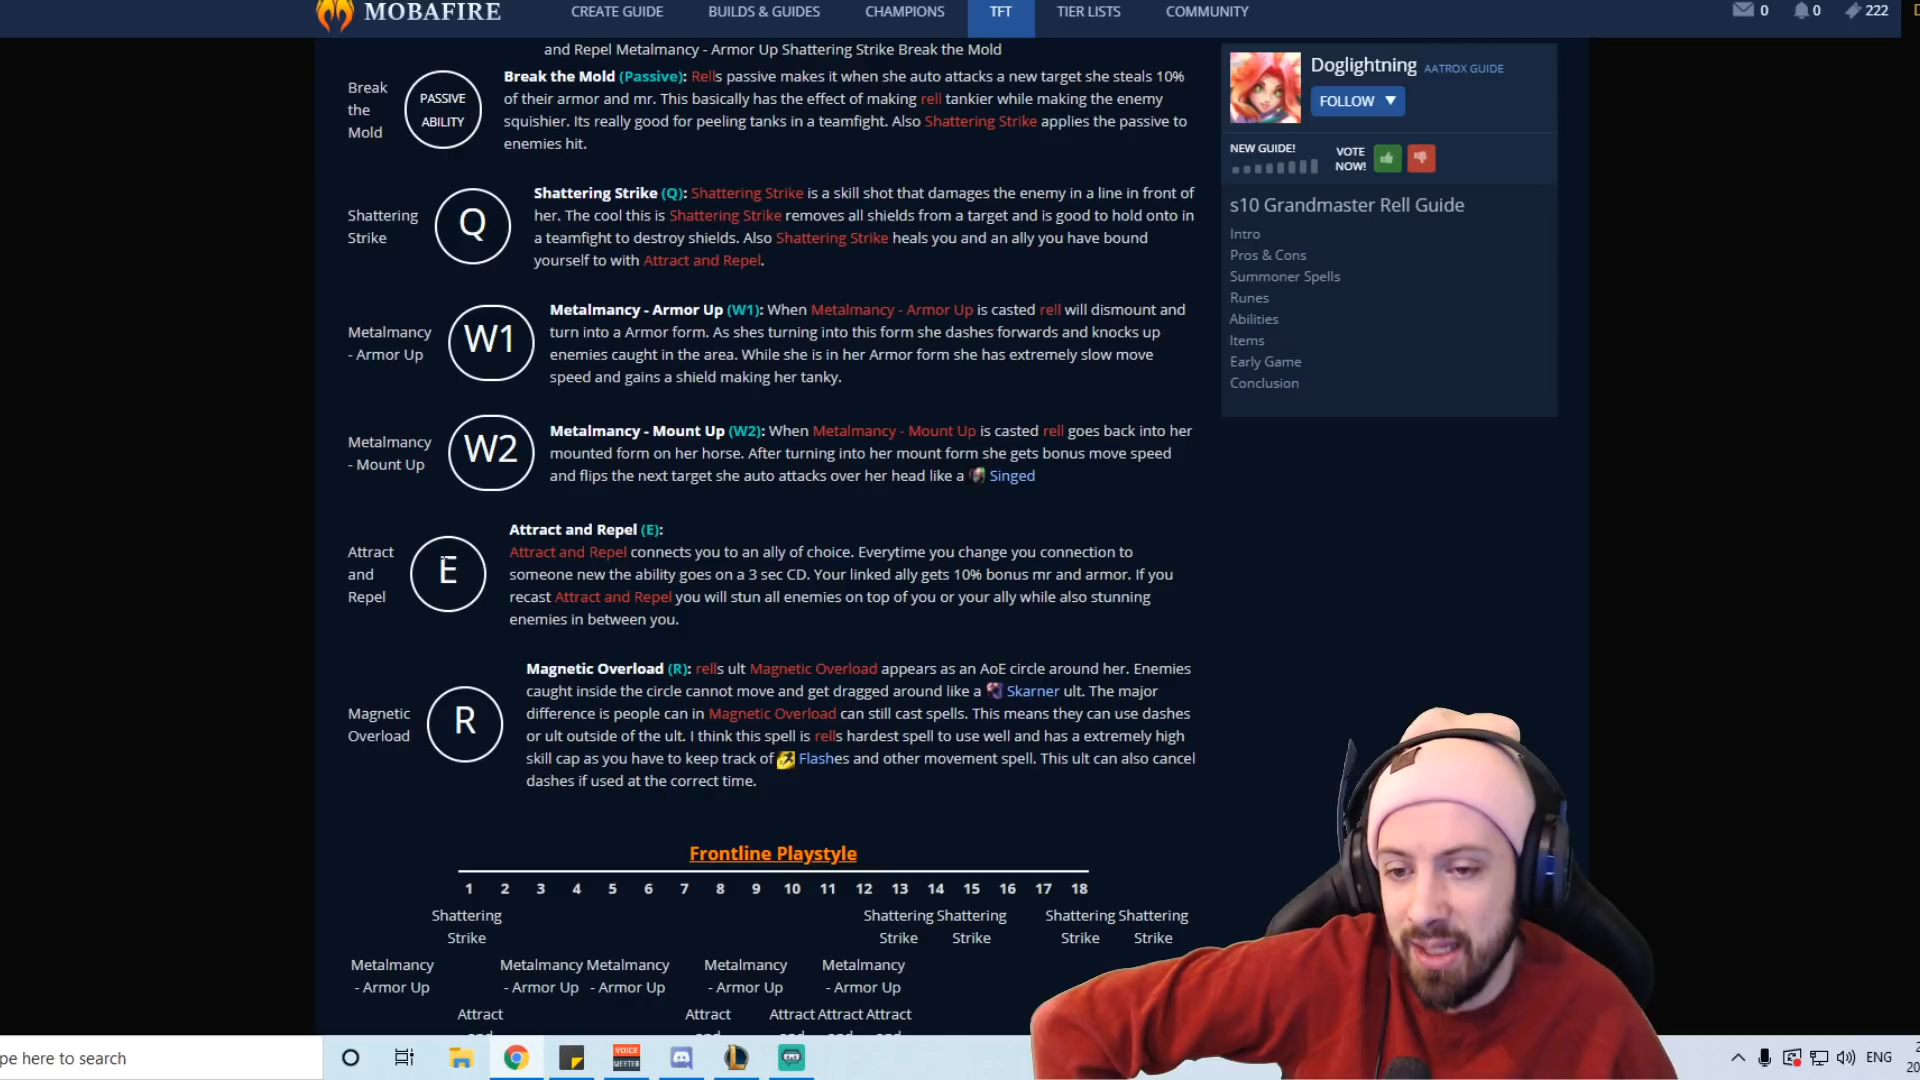 MOBAFIRE CREATE GUIDE BUILDS & GUIDES CHAMPIONS TFT TIER LISTS COMMUNITY 0 0 222
and Repel Metalmancy - Armor Up Shattering Strike Break the Mold
Break
the
Mold
PASSIVE
ABILITY
Break the Mold (Passive): Rells passive makes it when she auto attacks a new target she steals 10%
of their armor and mr. This basically has the effect of making rell tankier while making the enemy
squishier. Its really good for peeling tanks in a teamfight. Also Shattering Strike applies the passive to
enemies hit.
Shattering
Strike
Q
Shattering Strike (Q): Shattering Strike is a skill shot that damages the enemy in a line in front of
her. The cool this is Shattering Strike removes all shields from a target and is good to hold onto in
a teamfight to destroy shields. Also Shattering Strike heals you and an ally you have bound
yourself to with Attract and Repel.
Metalmancy
- Armor Up
W1
Metalmancy - Armor Up (W1): When Metalmancy - Armor Up is casted rell will dismount and
turn into a Armor form. As shes turning into this form she dashes forwards and knocks up
enemies caught in the area. While she is in her Armor form she has extremely slow move
speed and gains a shield making her tanky.
Metalmancy
- Mount Up
W2
Metalmancy - Mount Up (W2): When Metalmancy - Mount Up is casted rell goes back into her
mounted form on her horse. After turning into her mount form she gets bonus move speed
and flips the next target she auto attacks over her head like a Singed
Attract
and
Repel
E
Attract and Repel (E):
Attract and Repel connects you to an ally of choice. Everytime you change you connection to
someone new the ability goes on a 3 sec CD. Your linked ally gets 10% bonus mr and armor. If you
recast Attract and Repel you will stun all enemies on top of you or your ally while also stunning
enemies in between you.
Magnetic
Overload
R
Magnetic Overload (R): rells ult Magnetic Overload appears as an AoE circle around her. Enemies
caught inside the circle cannot move and get dragged around like a Skarner ult. The major
difference is people can in Magnetic Overload can still cast spells. This means they can use dashes
or ult outside of the ult. I think this spell is rells hardest spell to use well and has a extremely high
skill cap as you have to keep track of Flashes and other movement spell. This ult can also cancel
dashes if used at the correct time.
Frontline Playstyle
1 2 3 4 5 6 7 8 9 10 11 12 13 14 15 16 17 18
Shattering Shattering Shattering Shattering Shattering
Strike Strike Strike Strike Strike
Metalmancy Metalmancy Metalmancy Metalmancy Metalmancy
- Armor Up - Armor Up - Armor Up - Armor Up - Armor Up
Attract Attract Attract Attract Attract
Doglightning AATROX GUIDE
FOLLOW
NEW GUIDE!
VOTE
NOW!
s10 Grandmaster Rell Guide
Intro
Pros & Cons
Summoner Spells
Runes
Abilities
Items
Early Game
Conclusion
pe here to search
VOICE
MEETER
ENG